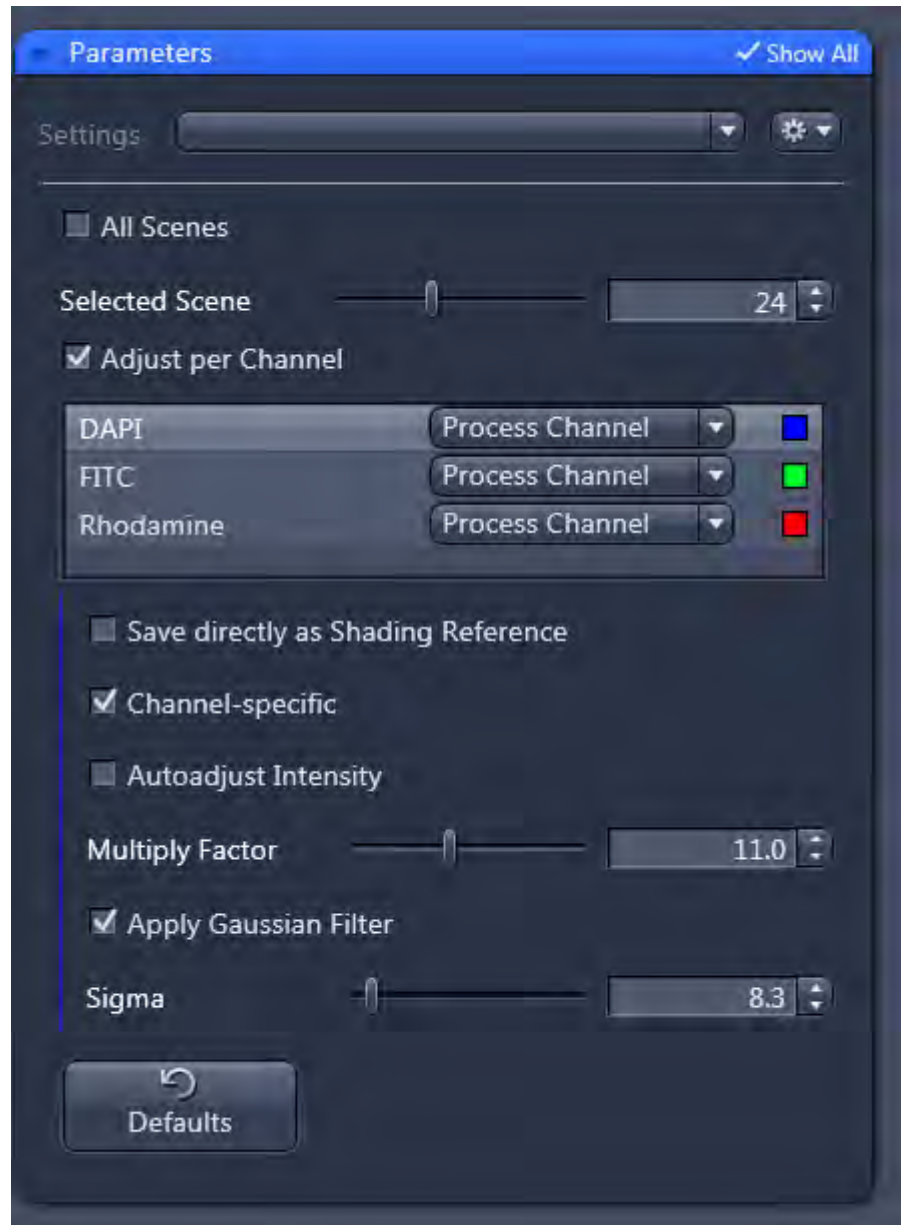 Parameters ✓ Show All
Settings
All Scenes
Selected Scene 24
Adjust per Channel
DAPI Process Channel
FITC Process Channel
Rhodamine Process Channel
Save directly as Shading Reference
Channel-specific
Autoadjust Intensity
Multiply Factor 11.0
Apply Gaussian Filter
Sigma 8.3
Defaults